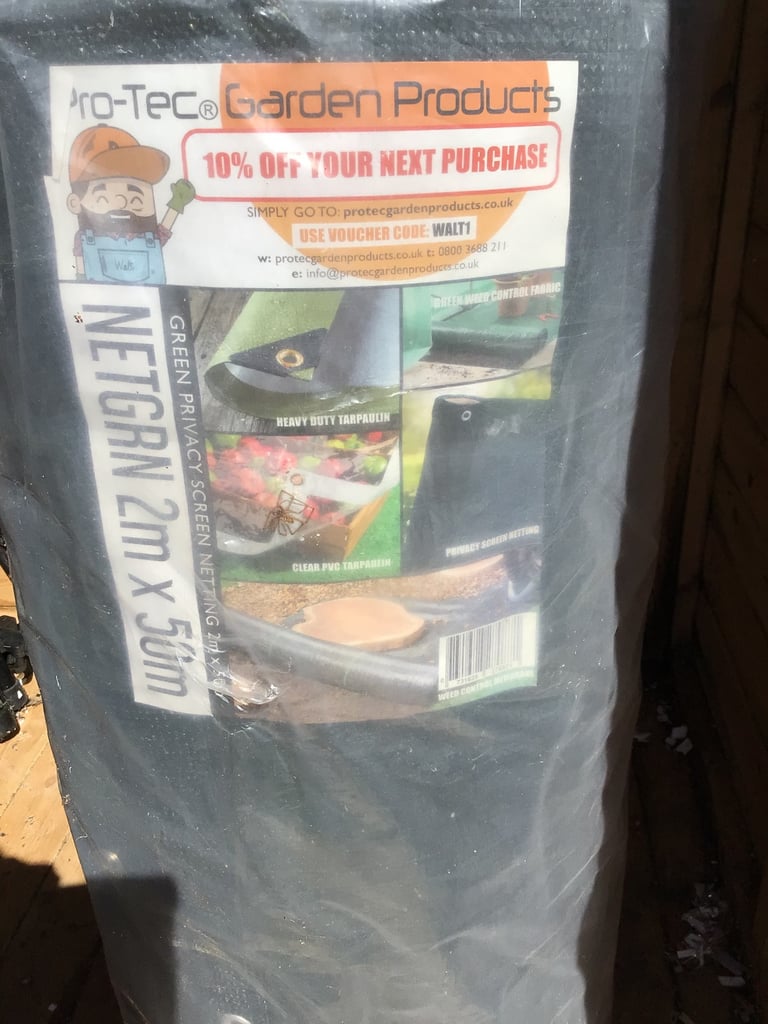 Pro-Tec® Garden Products
10% OFF YOUR NEXT PURCHASE
SIMPLY GO TO: protecgardenproducts.co.uk
USE VOUCHER CODE: WALT1
w: protecgardenproducts.co.uk t: 0800 3688 211
e: info@protecgardenproducts.co.uk
Walt
NETGRN 2m x 50m
GREEN PRIVACY SCREEN NETTING 2m x
HEAVY DUTY TARPAULIN
GREEN WEED CONTROL FABRIC
CLEAR PVC TARPAULIN
PRIVACY SCREEN NETTING
WEED CONTROL MEMBRANE